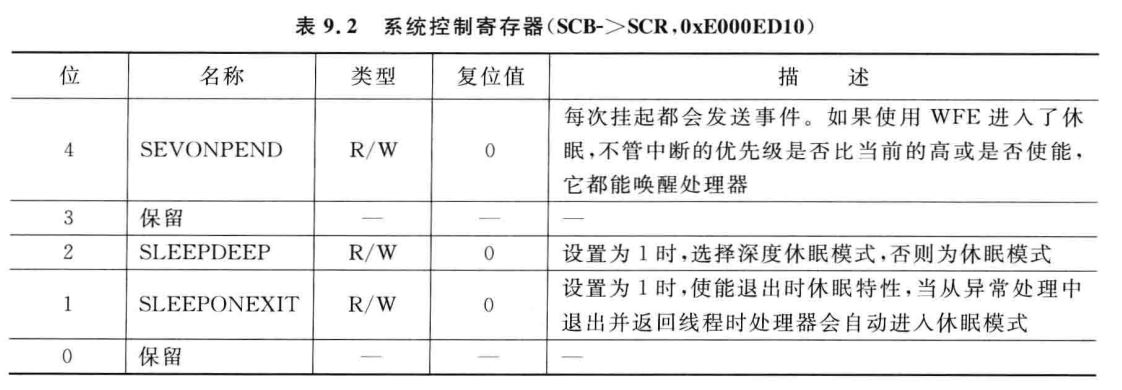 表 9.2 系统控制寄存器(SCB->SCR,0xE000ED10)
位 名称 类型 复位值 描 述
4 SEVONPEND R/W 0 每次挂起都会发送事件。如果使用 WFE 进入了休
眠,不管中断的优先级是否比当前的高或是否使能,
它都能唤醒处理器
3 保留 — — —
2 SLEEPDEEP R/W 0 设置为 1 时,选择深度休眠模式,否则为休眠模式
1 SLEEPONEXIT R/W 0 设置为 1 时,使能退出时休眠特性,当从异常处理中
退出并返回线程时处理器会自动进入休眠模式
0 保留 — — —